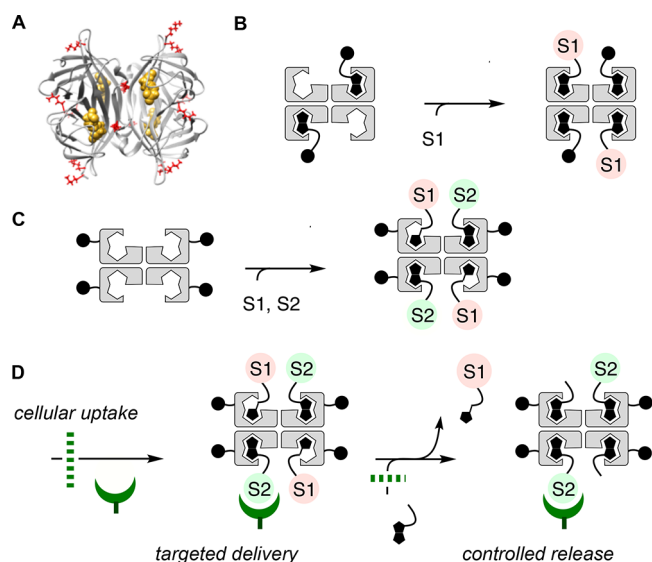 A
B
S1
S1
S1
C
S1
S2
S1, S2
S2
S1
D
S1
S2
S1
S2
cellular uptake
S2
S1
S2
targeted delivery
controlled release